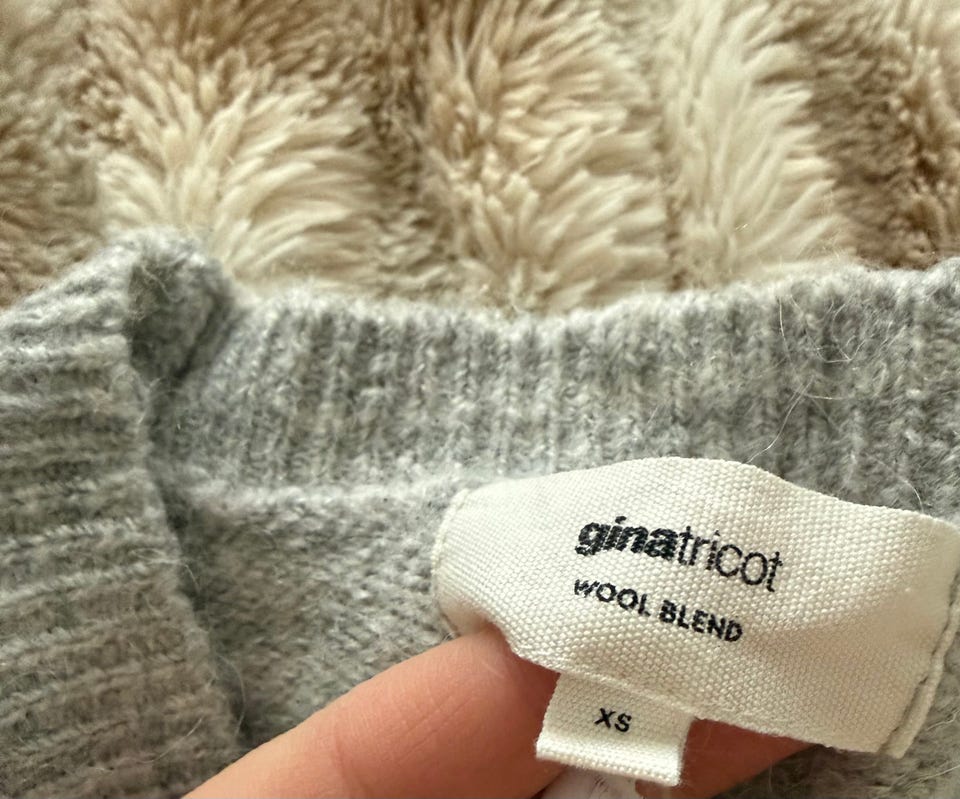 ginatricot
WOOL BLEND
XS